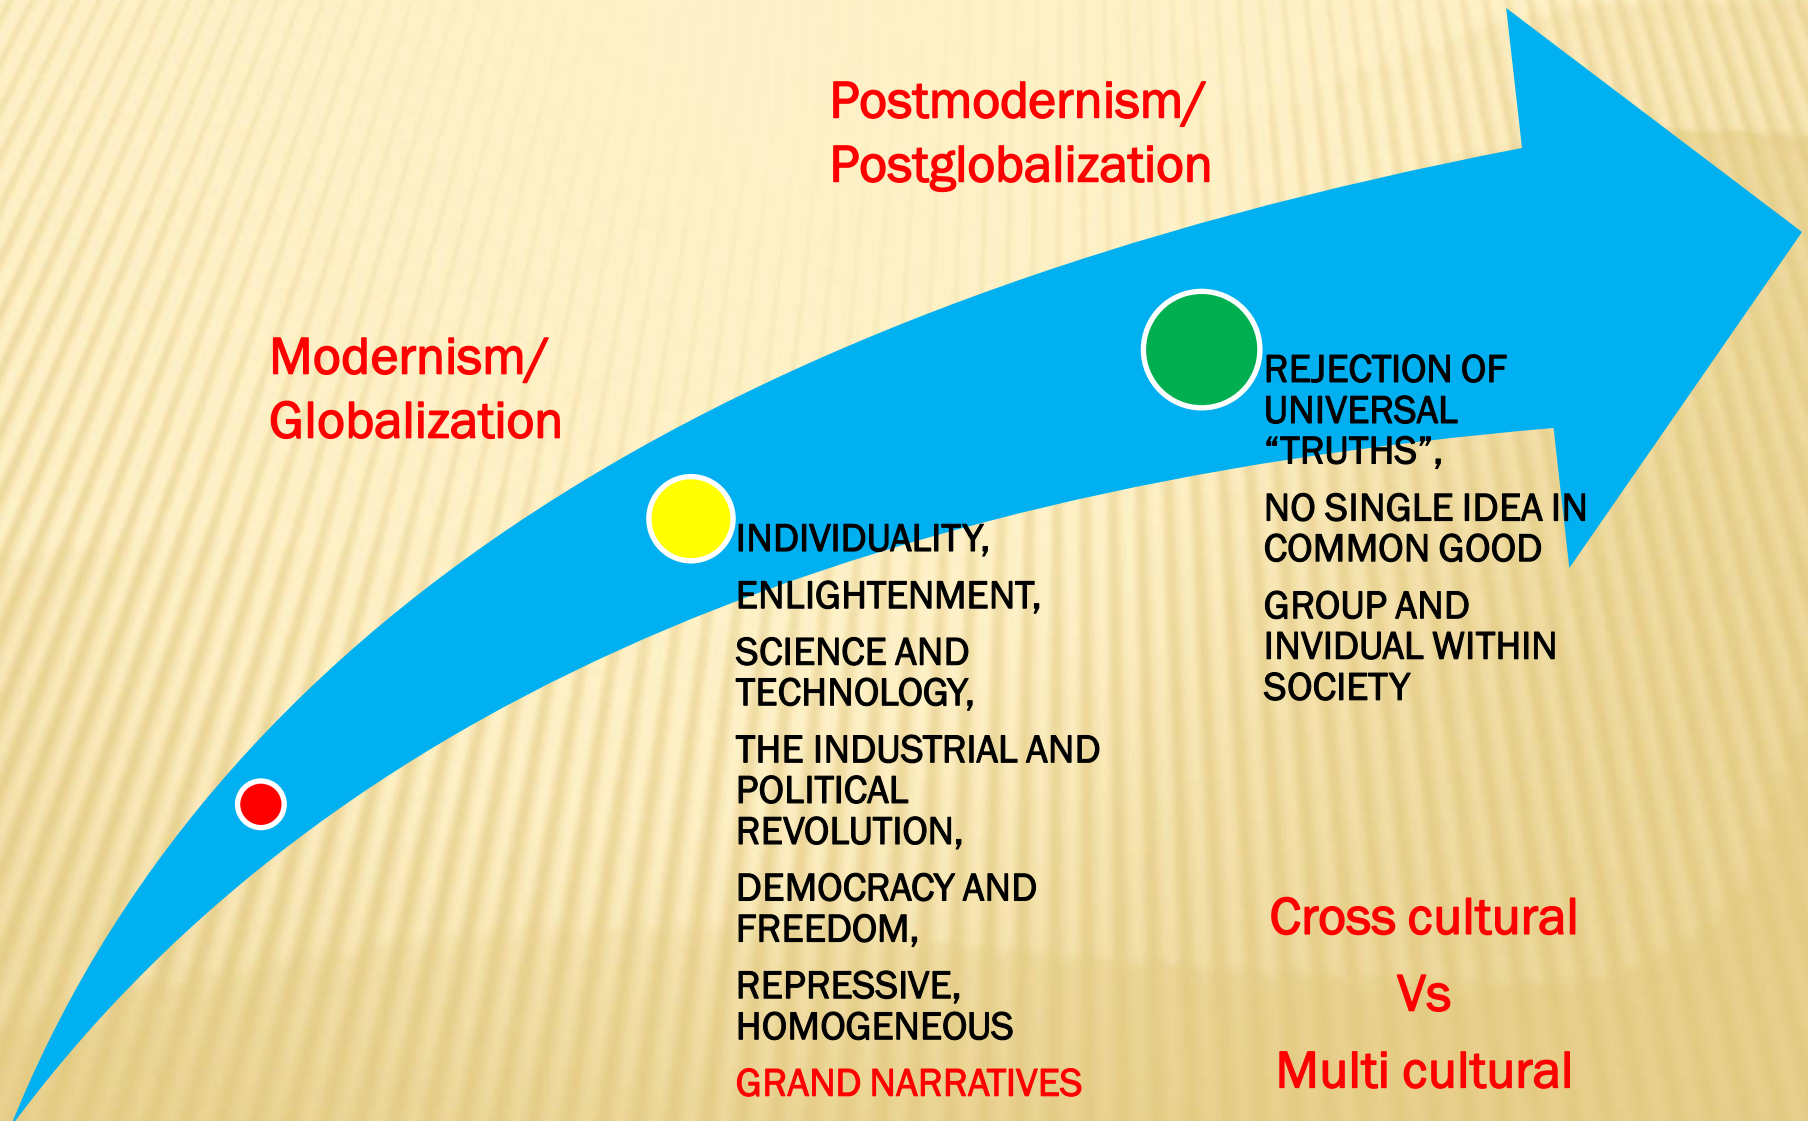 Postmodernism/
Postglobalization
Modernism/
Globalization
INDIVIDUALITY,
ENLIGHTENMENT,
SCIENCE AND
TECHNOLOGY,
THE INDUSTRIAL AND
POLITICAL
REVOLUTION,
DEMOCRACY AND
FREEDOM,
REPRESSIVE,
HOMOGENEOUS
GRAND NARRATIVES
REJECTION OF
UNIVERSAL
“TRUTHS”,
NO SINGLE IDEA IN
COMMON GOOD
GROUP AND
INVIDUAL WITHIN
SOCIETY
Cross cultural
Vs
Multi cultural